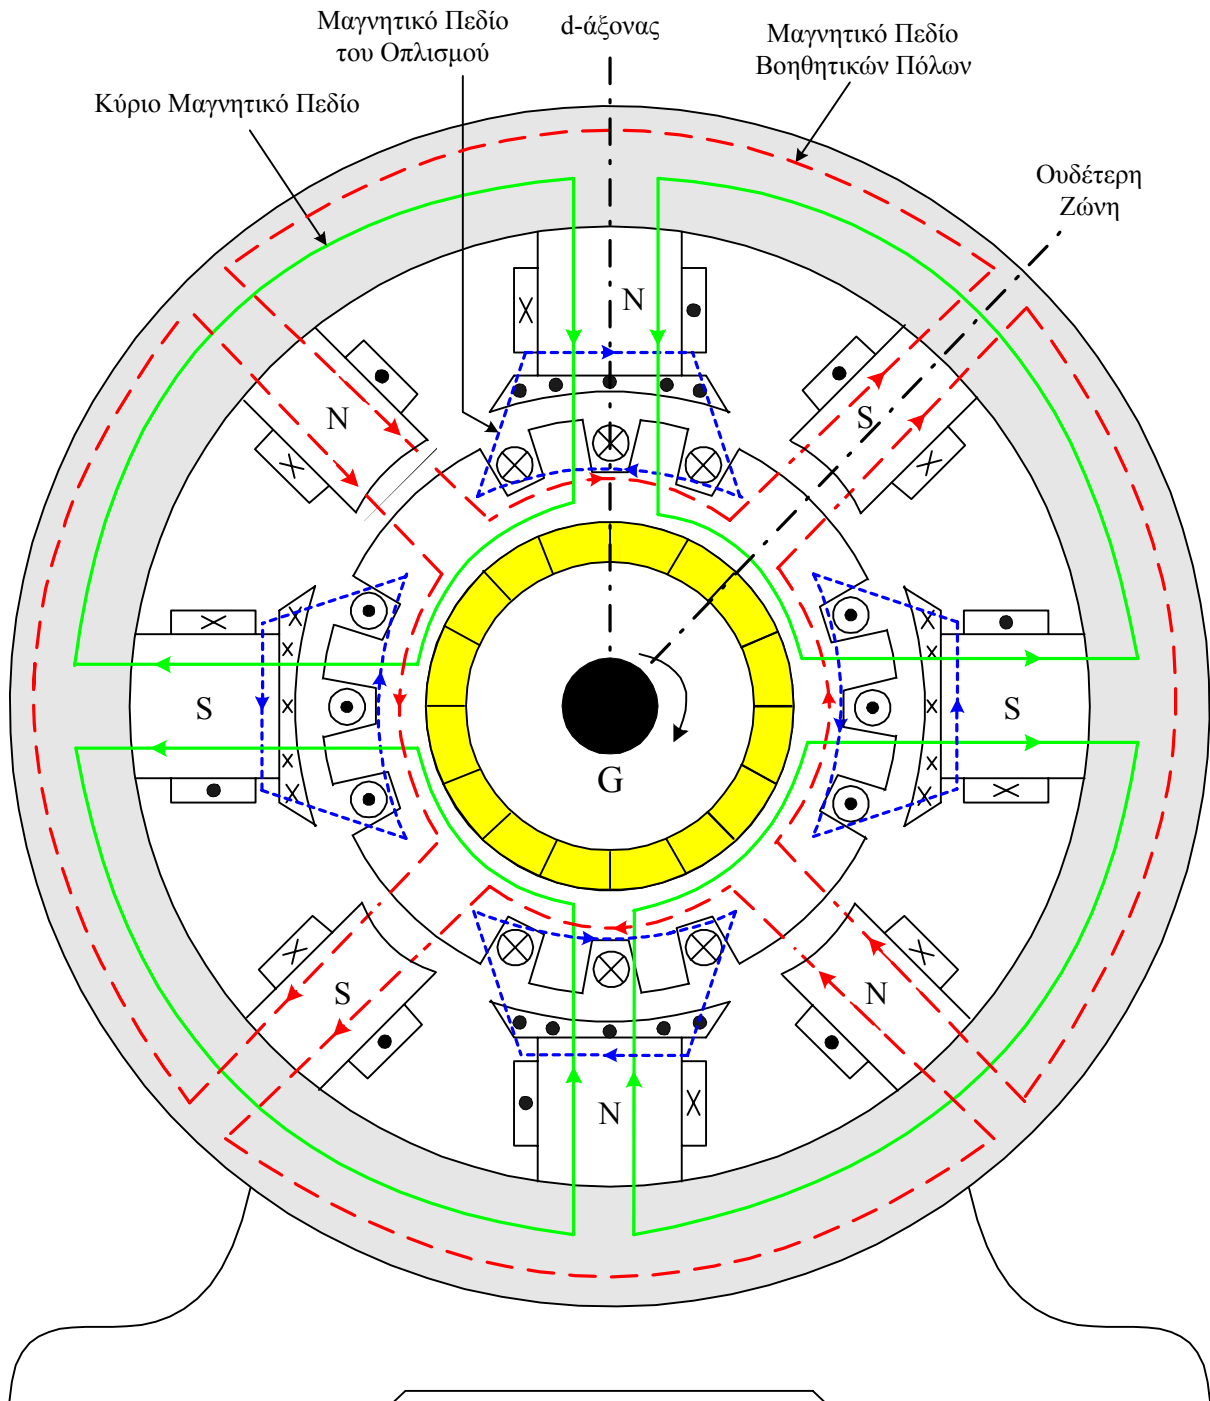 Μαγνητικό Πεδίο
του Οπλισμού
d-άξονας
Μαγνητικό Πεδίο
Βοηθητικών Πόλων
Κύριο Μαγνητικό Πεδίο
Ουδέτερη
Ζώνη
N
N
S
S
S
G
S
N
N